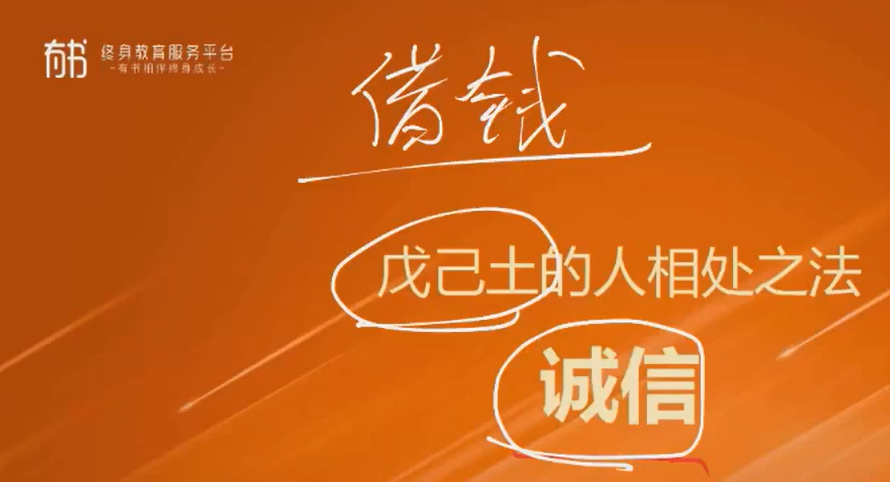 有书
终身教育服务平台
-有书相伴终身成长-
借钱
戊己土的人相处之法
诚信